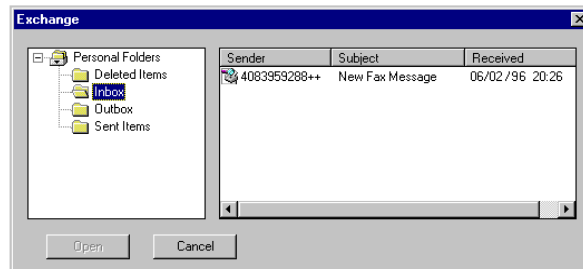 Exchange
Personal Folders
Deleted Items
Inbox
Outbox
Sent Items
Sender Subject Received
4083959288++ New Fax Message 06/02/96 20:26
Open Cancel